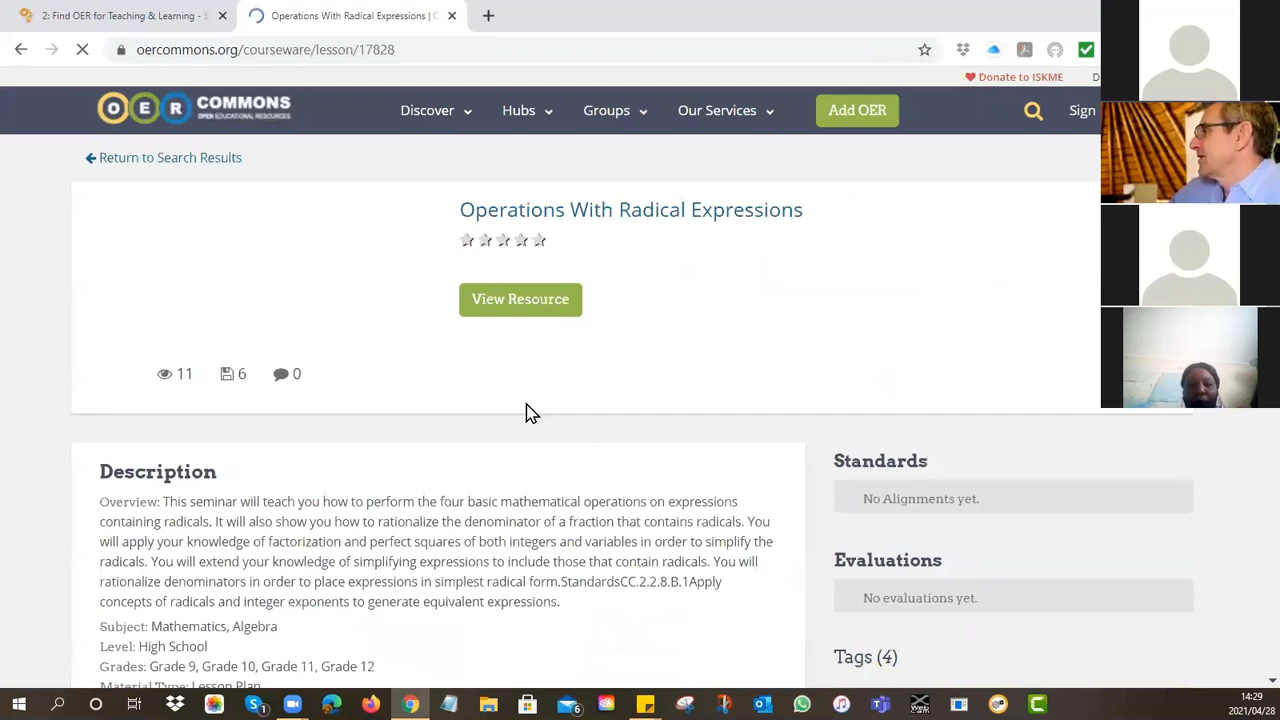 2: Find OER for Teaching & Learning - S
Operations With Radical Expressions | O
oercommons.org/courseware/lesson/17828
Donate to ISKME
OER COMMONS
OPEN EDUCATIONAL RESOURCES
Discover
Hubs
Groups
Our Services
Add OER
Sign
Return to Search Results
Operations With Radical Expressions
View Resource
11
6
0
Description
Overview: This seminar will teach you how to perform the four basic mathematical operations on expressions
containing radicals. It will also show you how to rationalize the denominator of a fraction that contains radicals. You
will apply your knowledge of factorization and perfect squares of both integers and variables in order to simplify the
radicals. You will extend your knowledge of simplifying expressions to include those that contain radicals. You will
rationalize denominators in order to place expressions in simplest radical form.StandardsCC.2.2.8.B.1Apply
concepts of radicals and integer exponents to generate equivalent expressions.
Subject: Mathematics, Algebra
Level: High School
Grades: Grade 9, Grade 10, Grade 11, Grade 12
Material Type: Lesson Plan
Standards
No Alignments yet.
Evaluations
No evaluations yet.
Tags (4)
14:29
2021/04/28